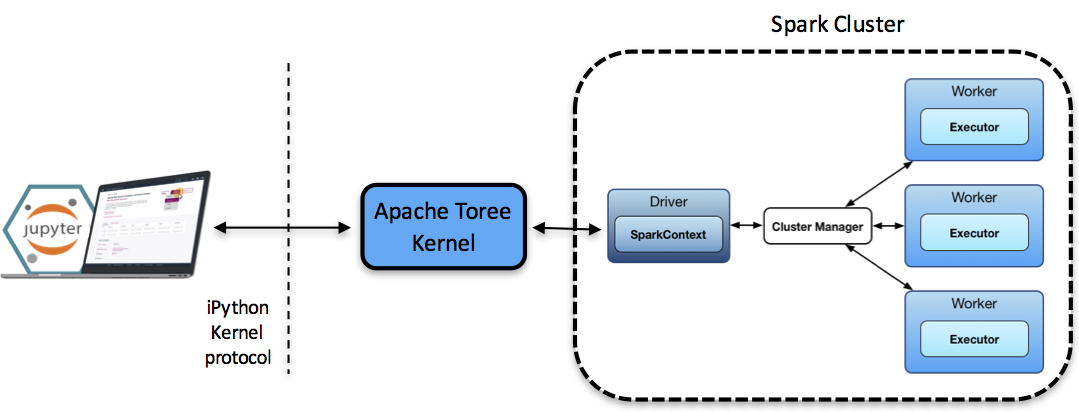 Spark Cluster
jupyter
iPython
Kernel
protocol
Apache Toree
Kernel
Driver
SparkContext
Cluster Manager
Worker
Executor
Worker
Executor
Worker
Executor